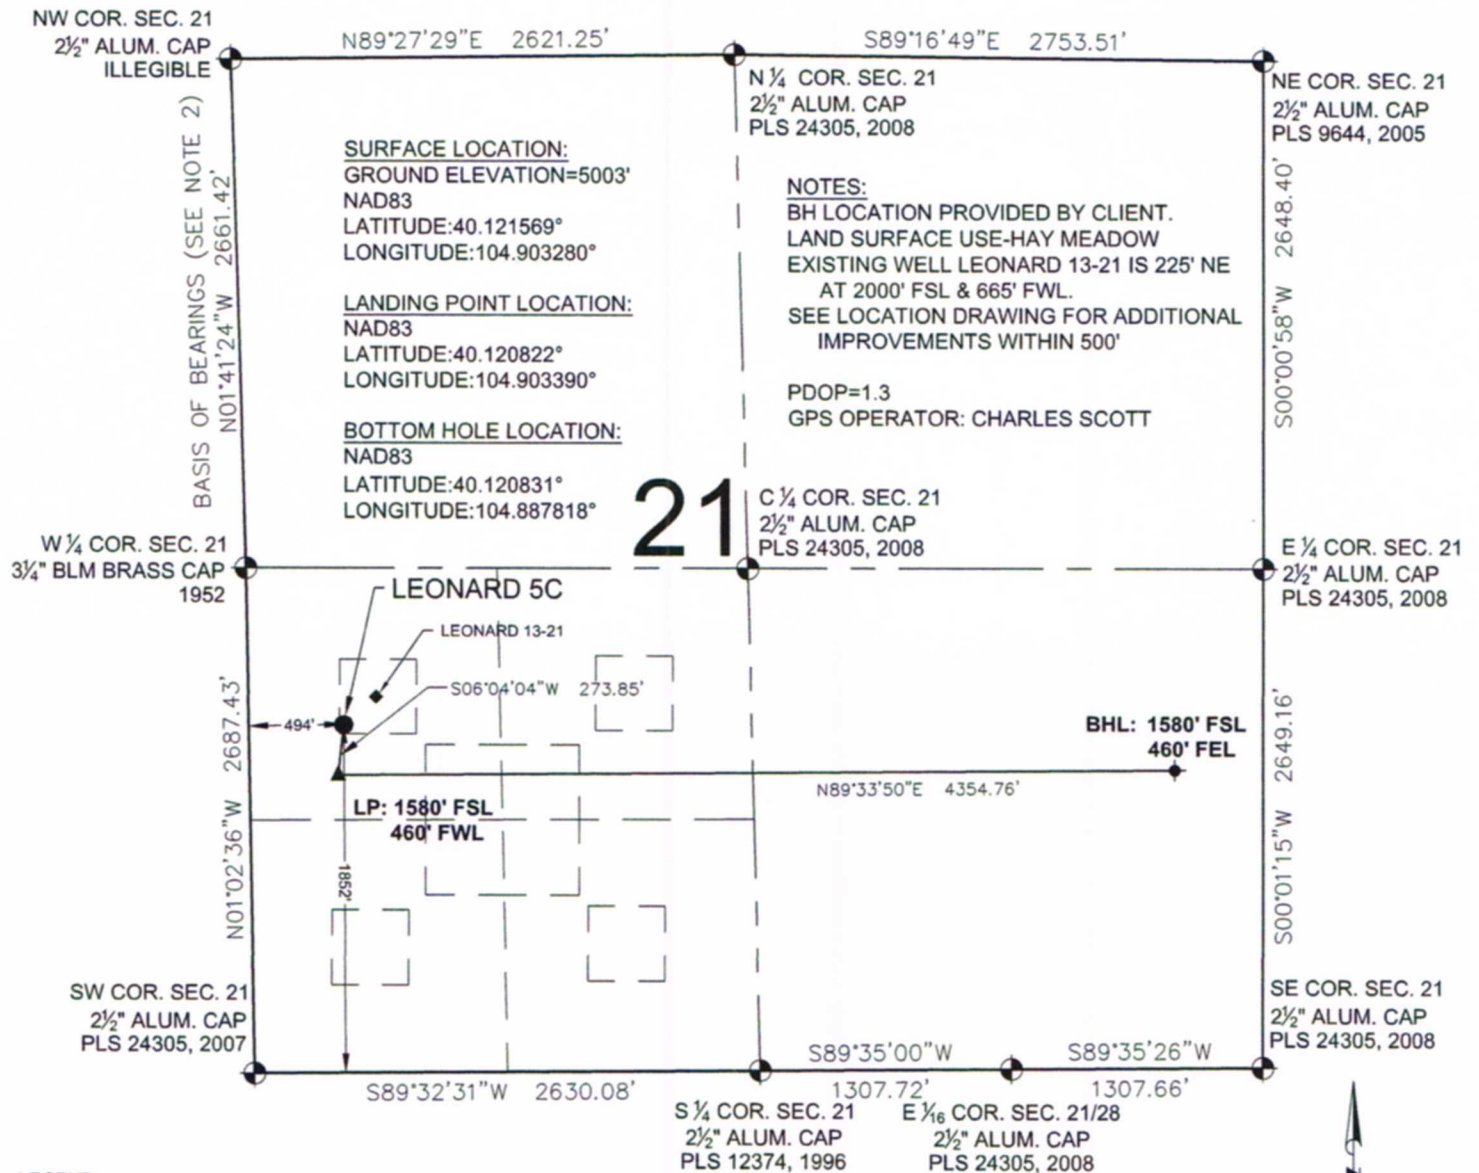 NW COR. SEC. 21
2½" ALUM. CAP
ILLEGIBLE
N89°27'29"E 2621.25'
S89°16'49"E 2753.51'
N ¼ COR. SEC. 21
2½" ALUM. CAP
PLS 24305, 2008
NE COR. SEC. 21
2½" ALUM. CAP
PLS 9644, 2005
BASIS OF BEARINGS (SEE NOTE 2)
N01°41'24"W 2661.42'
SURFACE LOCATION:
GROUND ELEVATION=5003'
NAD83
LATITUDE:40.121569°
LONGITUDE:104.903280°
LANDING POINT LOCATION:
NAD83
LATITUDE:40.120822°
LONGITUDE:104.903390°
BOTTOM HOLE LOCATION:
NAD83
LATITUDE:40.120831°
LONGITUDE:104.887818°
NOTES:
BH LOCATION PROVIDED BY CLIENT.
LAND SURFACE USE-HAY MEADOW
EXISTING WELL LEONARD 13-21 IS 225' NE
AT 2000' FSL & 665' FWL.
SEE LOCATION DRAWING FOR ADDITIONAL
IMPROVEMENTS WITHIN 500'
PDOP=1.3
GPS OPERATOR: CHARLES SCOTT
S00°00'58"W 2648.40'
21
C ¼ COR. SEC. 21
2½" ALUM. CAP
PLS 24305, 2008
W ¼ COR. SEC. 21
3¼" BLM BRASS CAP
1952
E ¼ COR. SEC. 21
2½" ALUM. CAP
PLS 24305, 2008
LEONARD 5C
LEONARD 13-21
S06°04'04"W 273.85'
494'
N01°02'36"W 2687.43'
BHL: 1580' FSL
460' FEL
N89°33'50"E 4354.76'
LP: 1580' FSL
460' FWL
1852'
S00°01'15"W 2649.16'
SW COR. SEC. 21
2½" ALUM. CAP
PLS 24305, 2007
SE COR. SEC. 21
2½" ALUM. CAP
PLS 24305, 2008
S89°32'31"W 2630.08'
S89°35'00"W
1307.72'
S89°35'26"W
1307.66'
S ¼ COR. SEC. 21
2½" ALUM. CAP
PLS 12374, 1996
E 1⁄16 COR. SEC. 21/28
2½" ALUM. CAP
PLS 24305, 2008